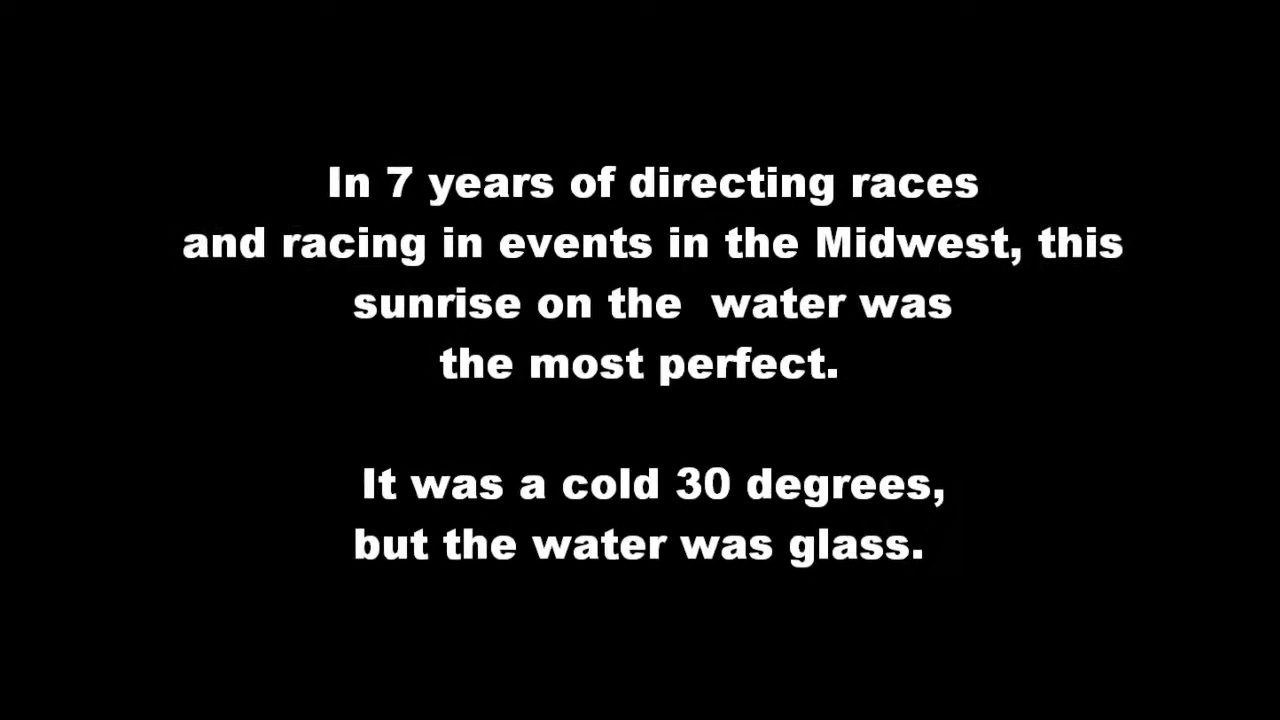 In 7 years of directing races
and racing in events in the Midwest, this
sunrise on the  water was
the most perfect.
It was a cold 30 degrees,
but the water was glass.